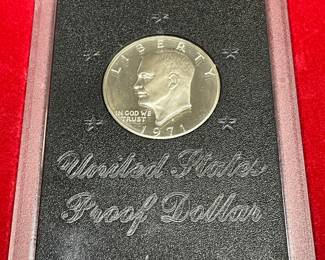 LIBERTY
IN GOD WE
TRUST
1971
United States
Proof Dollar